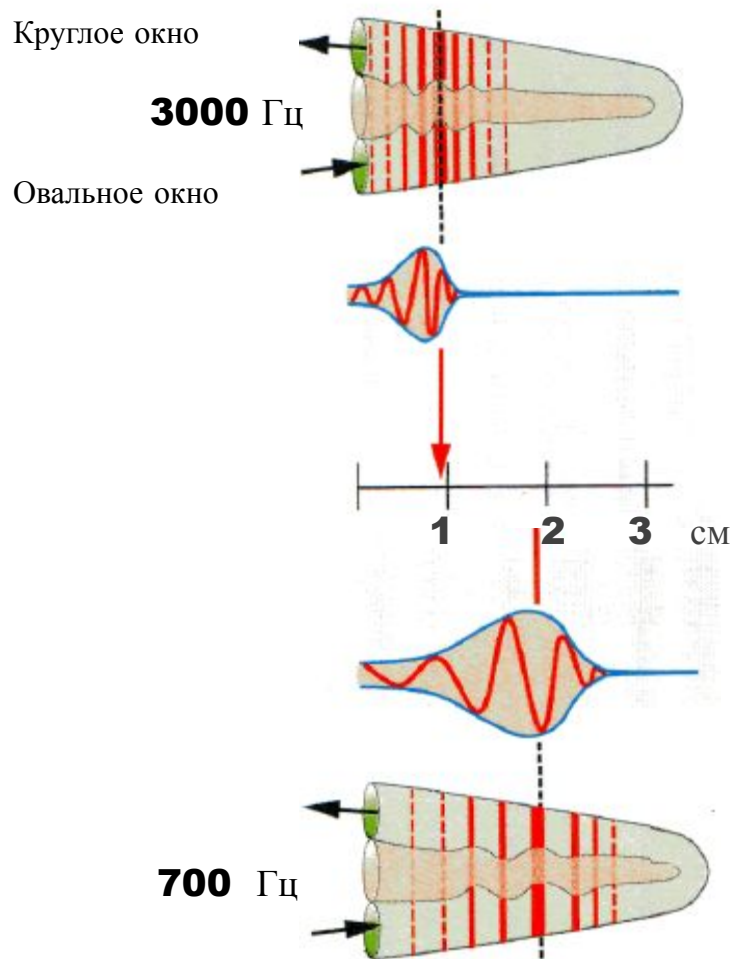 Круглое окно
3000 Гц
Овальное окно
1 2 3 см
700 Гц